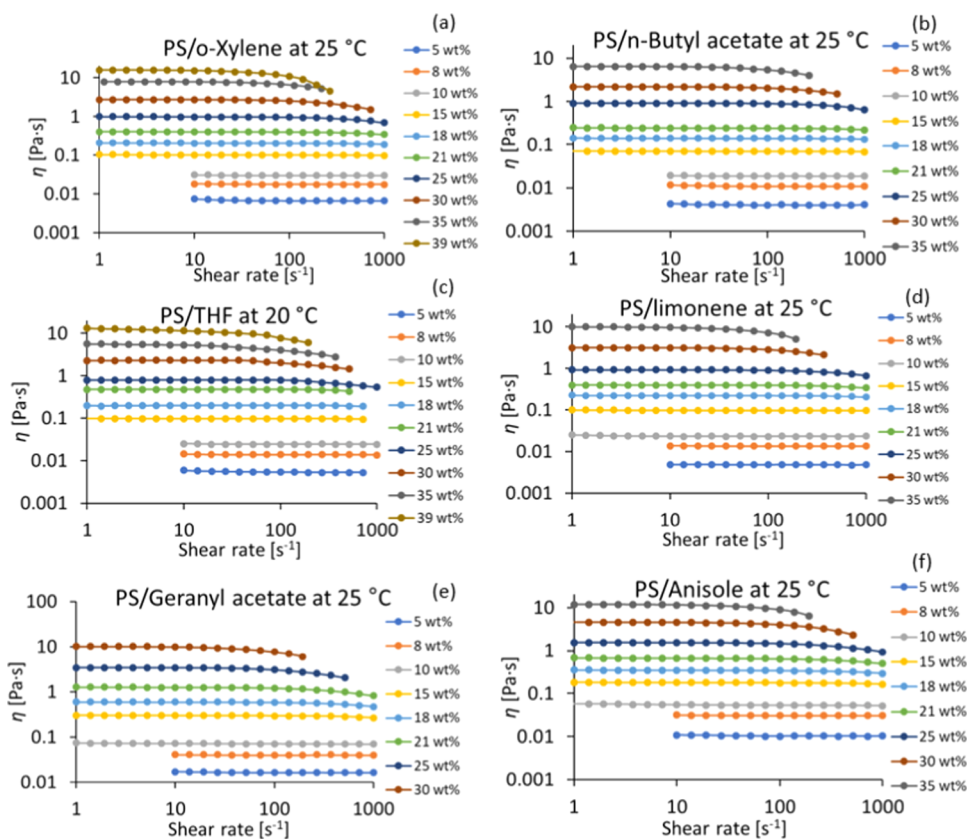 (a)
PS/o-Xylene at 25 °C
10
1
0.1
0.01
0.001
η [Pa·s]
1 10 100 1000
Shear rate [s-1]
5 wt%
8 wt%
10 wt%
15 wt%
18 wt%
21 wt%
25 wt%
30 wt%
35 wt%
39 wt%
(b)
PS/n-Butyl acetate at 25 °C
10
1
0.1
0.01
0.001
η [Pa·s]
1 10 100 1000
Shear rate [s-1]
5 wt%
8 wt%
10 wt%
15 wt%
18 wt%
21 wt%
25 wt%
30 wt%
35 wt%
(c)
PS/THF at 20 °C
10
1
0.1
0.01
0.001
η [Pa·s]
1 10 100 1000
Shear rate [s-1]
5 wt%
8 wt%
10 wt%
15 wt%
18 wt%
21 wt%
25 wt%
30 wt%
35 wt%
39 wt%
(d)
PS/limonene at 25 °C
10
1
0.1
0.01
0.001
η [Pa·s]
1 10 100 1000
Shear rate [s-1]
5 wt%
8 wt%
10 wt%
15 wt%
18 wt%
21 wt%
25 wt%
30 wt%
35 wt%
(e)
PS/Geranyl acetate at 25 °C
100
10
1
0.1
0.01
η [Pa·s]
1 10 100 1000
Shear rate [s-1]
5 wt%
8 wt%
10 wt%
15 wt%
18 wt%
21 wt%
25 wt%
30 wt%
(f)
PS/Anisole at 25 °C
10
1
0.1
0.01
0.001
η [Pa·s]
1 10 100 1000
Shear rate [s-1]
5 wt%
8 wt%
10 wt%
15 wt%
18 wt%
21 wt%
25 wt%
30 wt%
35 wt%